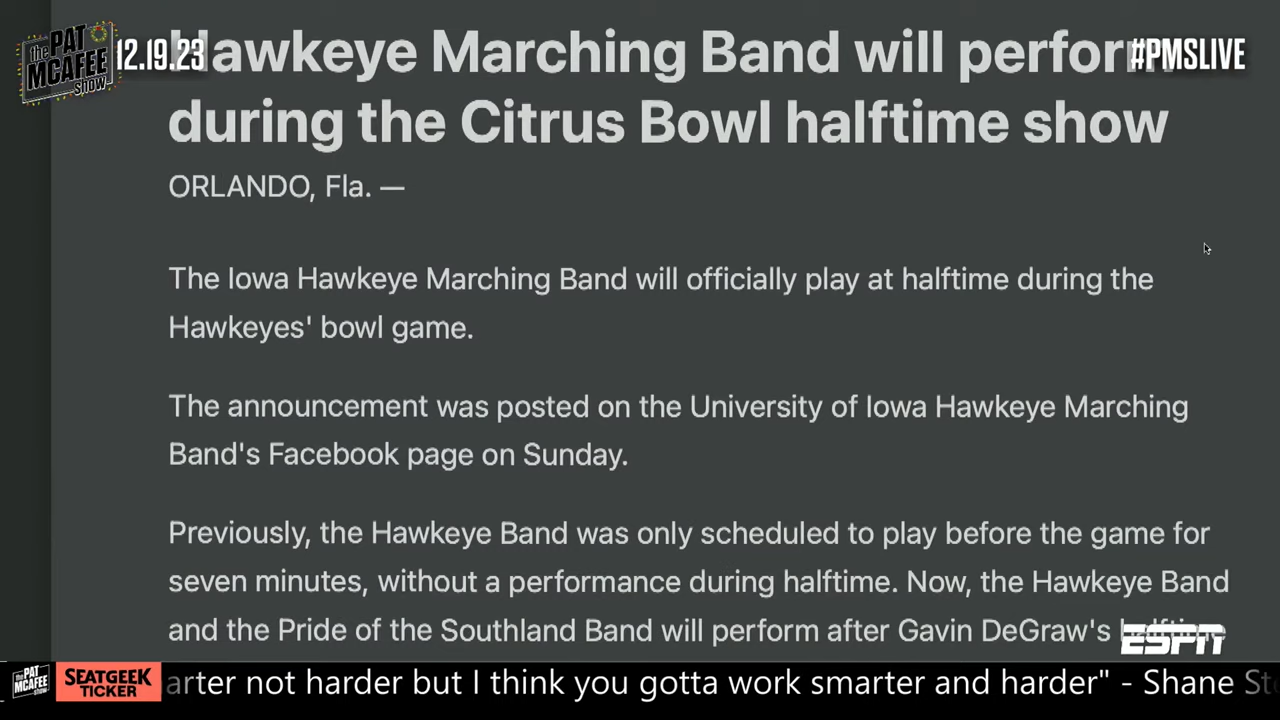 the PAT MCAFEE show
12.19.23
#PMSLIVE
Hawkeye Marching Band will perform
during the Citrus Bowl halftime show
ORLANDO, Fla. —
The Iowa Hawkeye Marching Band will officially play at halftime during the
Hawkeyes' bowl game.
The announcement was posted on the University of Iowa Hawkeye Marching
Band's Facebook page on Sunday.
Previously, the Hawkeye Band was only scheduled to play before the game for
seven minutes, without a performance during halftime. Now, the Hawkeye Band
and the Pride of the Southland Band will perform after Gavin DeGraw's halftime
ESPN
the PAT MCAFEE show
SEATGEEK
TICKER
arter not harder but I think you gotta work smarter and harder" - Shane